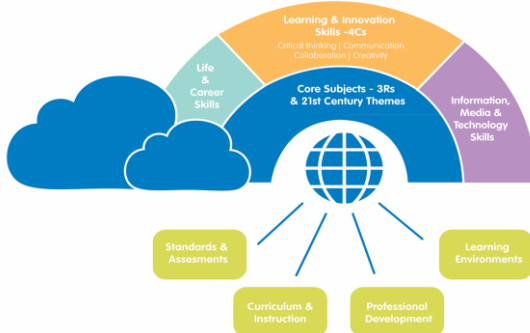 Learning & Innovation
Skills -4Cs
Critical thinking | Communication
Collaboration | Creativity
Life
&
Career
Skills
Core Subjects - 3Rs
& 21st Century Themes
Information,
Media &
Technology
Skills
Standards &
Assesments
Learning
Environments
Curriculum &
Instruction
Professional
Development